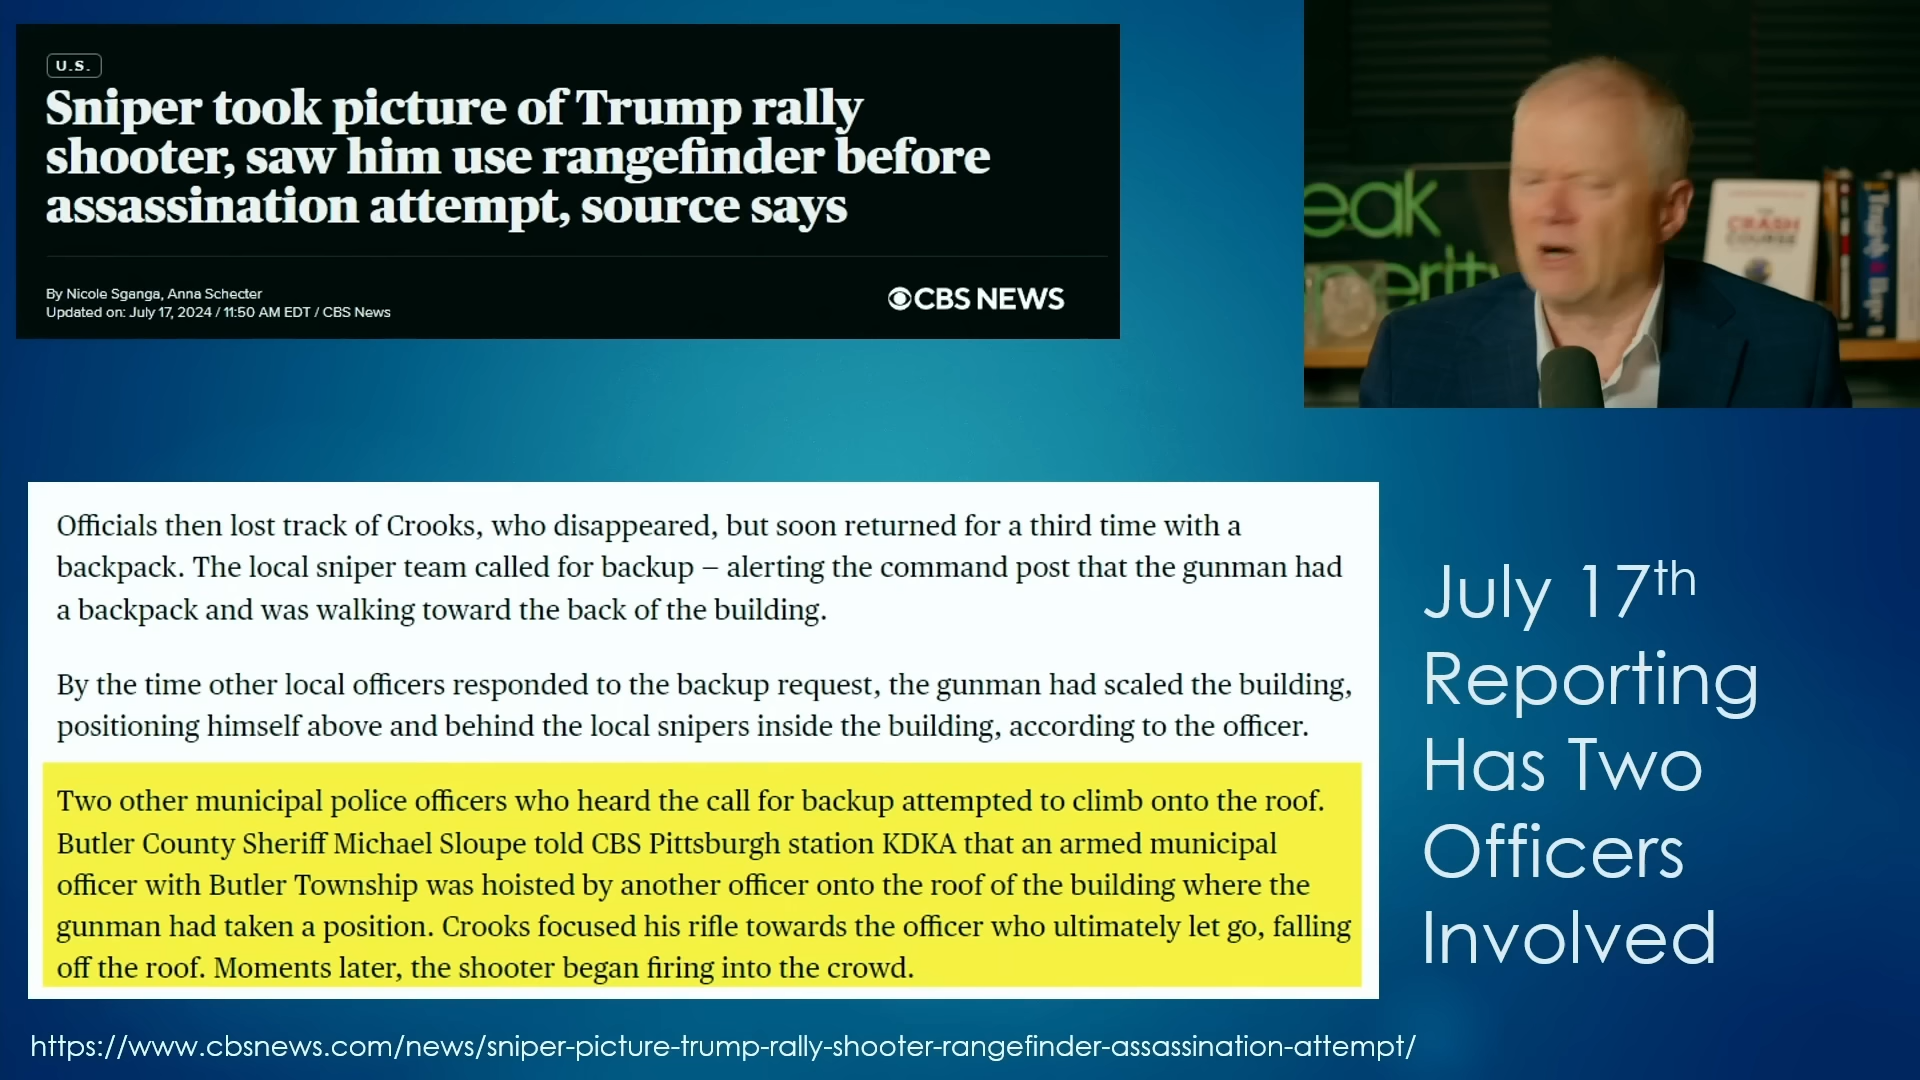 U.S.
Sniper took picture of Trump rally
shooter, saw him use rangefinder before
assassination attempt, source says
By Nicole Sganga, Anna Schecter
Updated on: July 17, 2024 / 11:50 AM EDT / CBS News
CBS NEWS
eak
erity
CRASH
COURSE
Officials then lost track of Crooks, who disappeared, but soon returned for a third time with a
backpack. The local sniper team called for backup – alerting the command post that the gunman had
a backpack and was walking toward the back of the building.
By the time other local officers responded to the backup request, the gunman had scaled the building,
positioning himself above and behind the local snipers inside the building, according to the officer.
Two other municipal police officers who heard the call for backup attempted to climb onto the roof.
Butler County Sheriff Michael Sloupe told CBS Pittsburgh station KDKA that an armed municipal
officer with Butler Township was hoisted by another officer onto the roof of the building where the
gunman had taken a position. Crooks focused his rifle towards the officer who ultimately let go, falling
off the roof. Moments later, the shooter began firing into the crowd.
July 17th
Reporting
Has Two
Officers
Involved
https://www.cbsnews.com/news/sniper-picture-trump-rally-shooter-rangefinder-assassination-attempt/